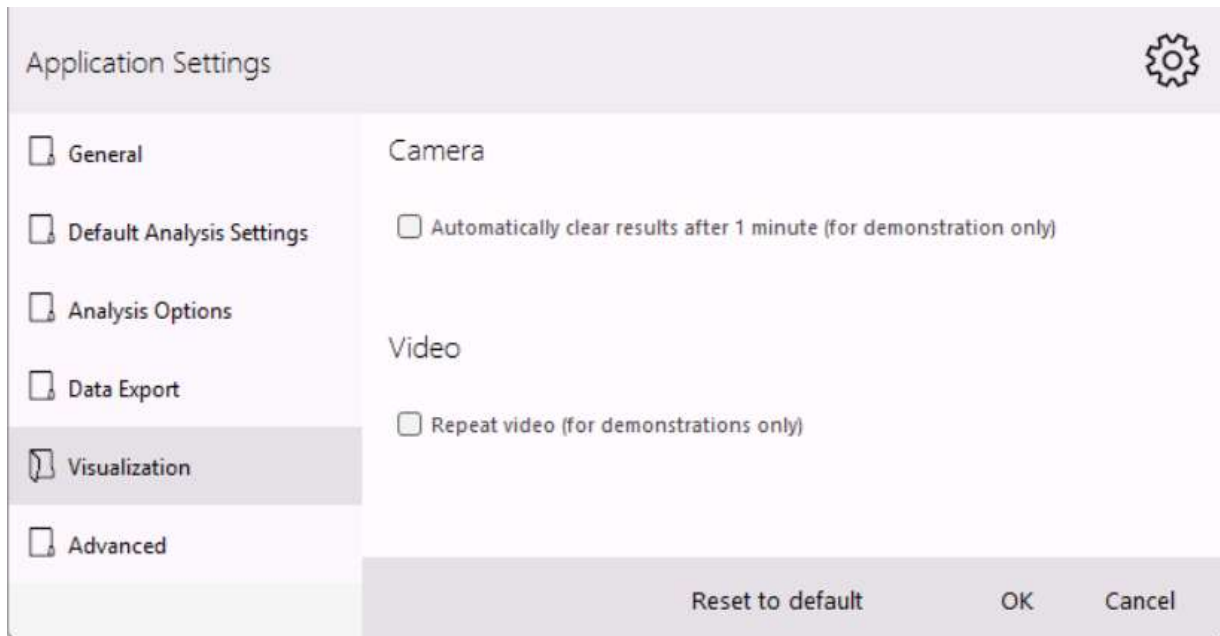 Application Settings
General
Default Analysis Settings
Analysis Options
Data Export
Visualization
Advanced
Camera
Automatically clear results after 1 minute (for demonstration only)
Video
Repeat video (for demonstrations only)
Reset to default
OK
Cancel